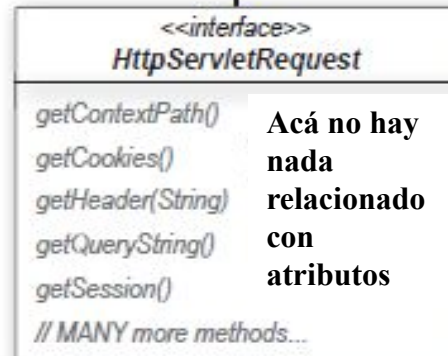 <<interface>>
HttpServletRequest
getContextPath()
getCookies()
getHeader(String)
getQueryString()
getSession()
// MANY more methods...
Acá no hay
nada
relacionado
con
atributos